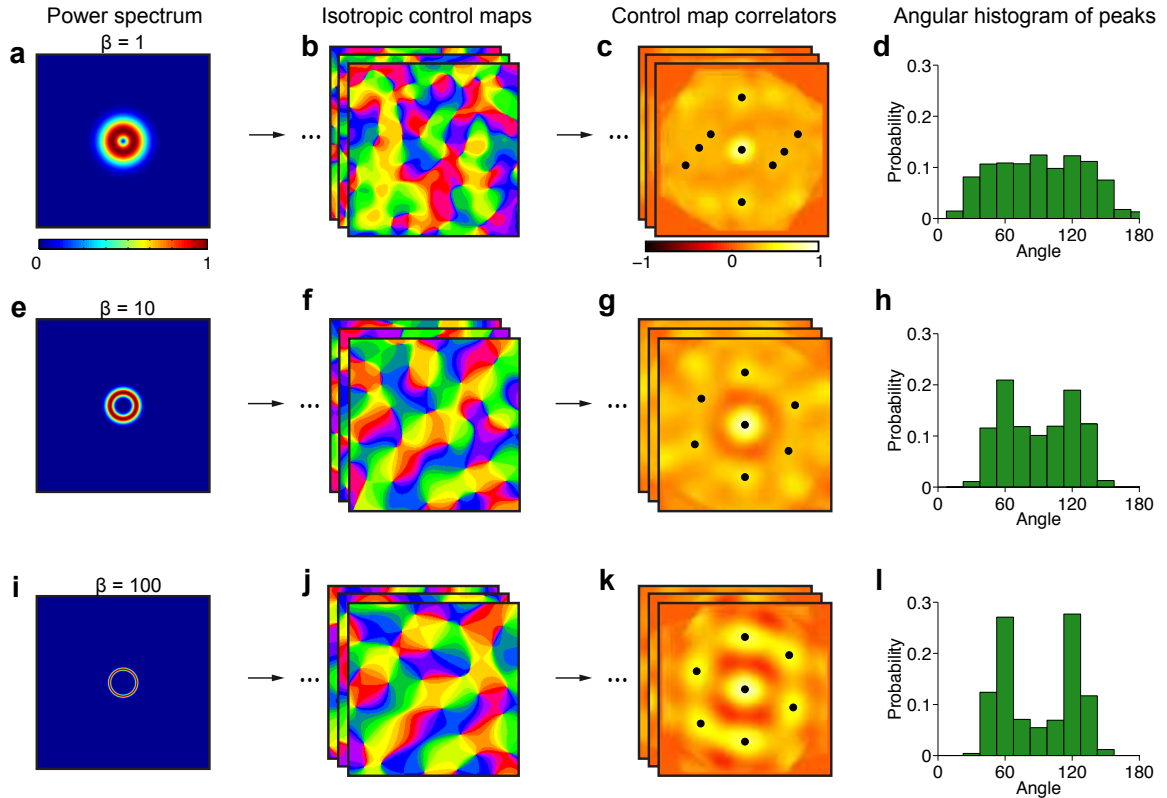 Power spectrum
Isotropic control maps
Control map correlators
Angular histogram of peaks
a
β = 1
b
c
d
0.3
0.2
0.1
0
Probability
...
...
0
60
120
180
Angle
0
1
−1
0
1
e
β = 10
f
g
h
0.3
0.2
0.1
0
Probability
...
...
0
60
120
180
Angle
i
β = 100
j
k
l
0.3
0.2
0.1
0
Probability
...
...
0
60
120
180
Angle